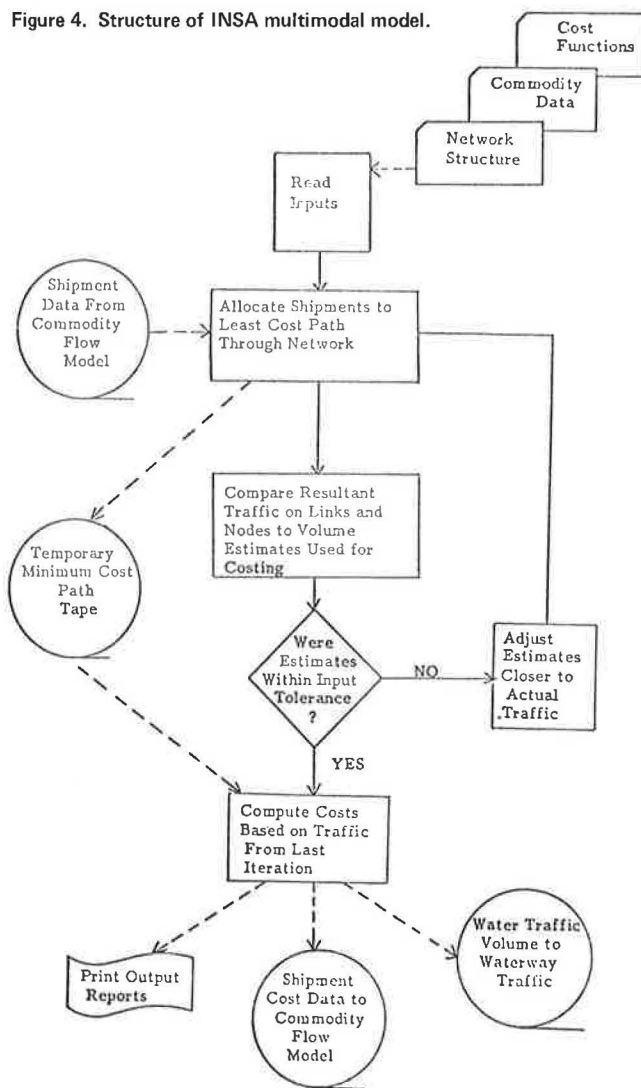 Figure 4. Structure of INSA multimodal model.
Cost
Functions
Commodity
Data
Network
Structure
Read
Inputs
Shipment
Data From
Commodity
Flow
Model
Allocate Shipments to
Least Cost Path
Through Network
Compare Resultant
Traffic on Links and
Nodes to Volume
Estimates Used for
Costing
Temporary
Minimum Cost
Path
Tape
Were
Estimates
Within Input
Tolerance
?
NO
Adjust
Estimates
Closer to
Actual
.Traffic
YES
Compute Costs
Based on Traffic
From Last
Iteration
Print Output
Reports
Shipment
Cost Data to
Commodity
Flow
Model
Water Traffic
Volume to
Waterway
Traffic